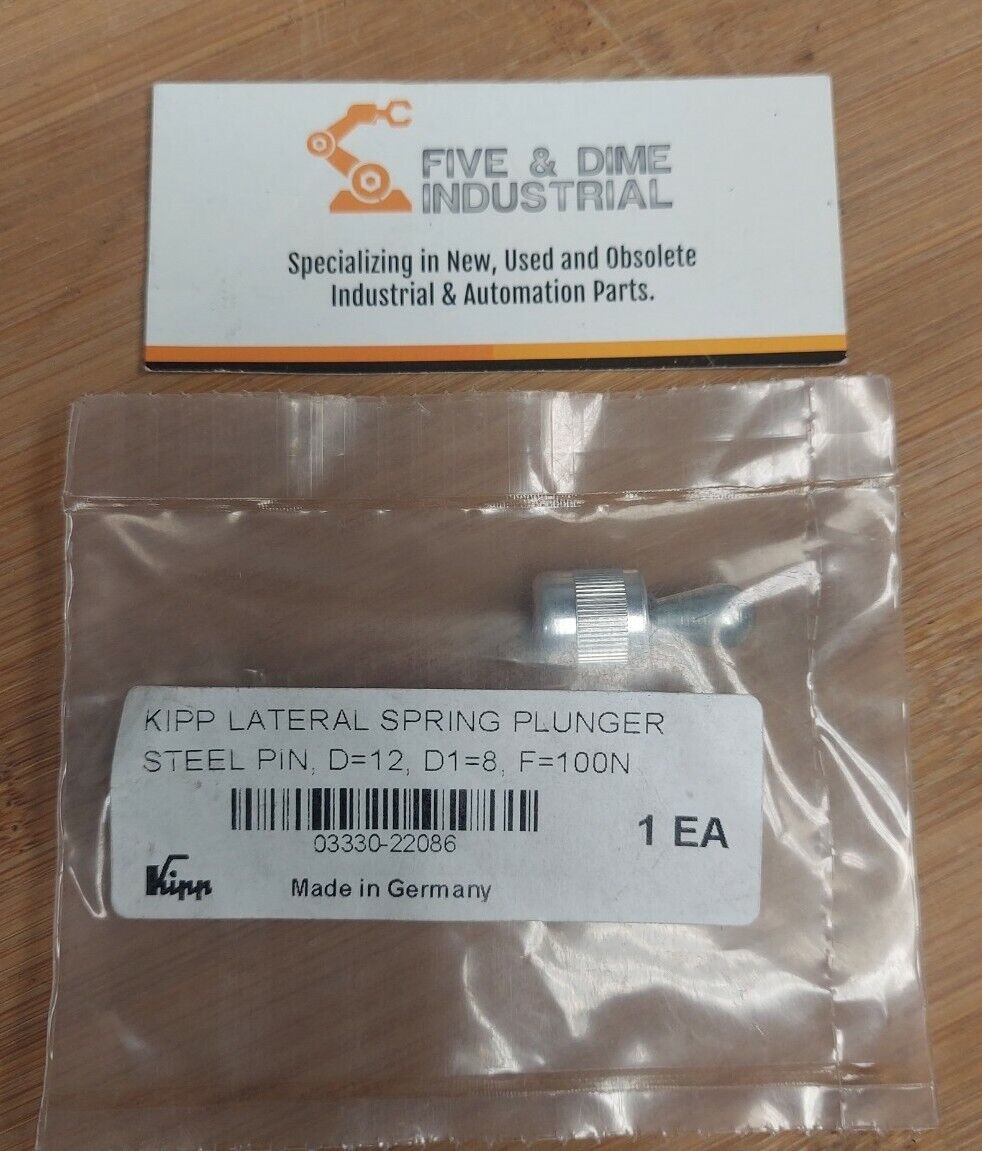 FIVE & DIME
INDUSTRIAL
Specializing in New, Used and Obsolete
Industrial & Automation Parts.
KIPP LATERAL SPRING PLUNGER
STEEL PIN, D=12, D1=8, F=100N
03330-22086
1 EA
Kipp
Made in Germany